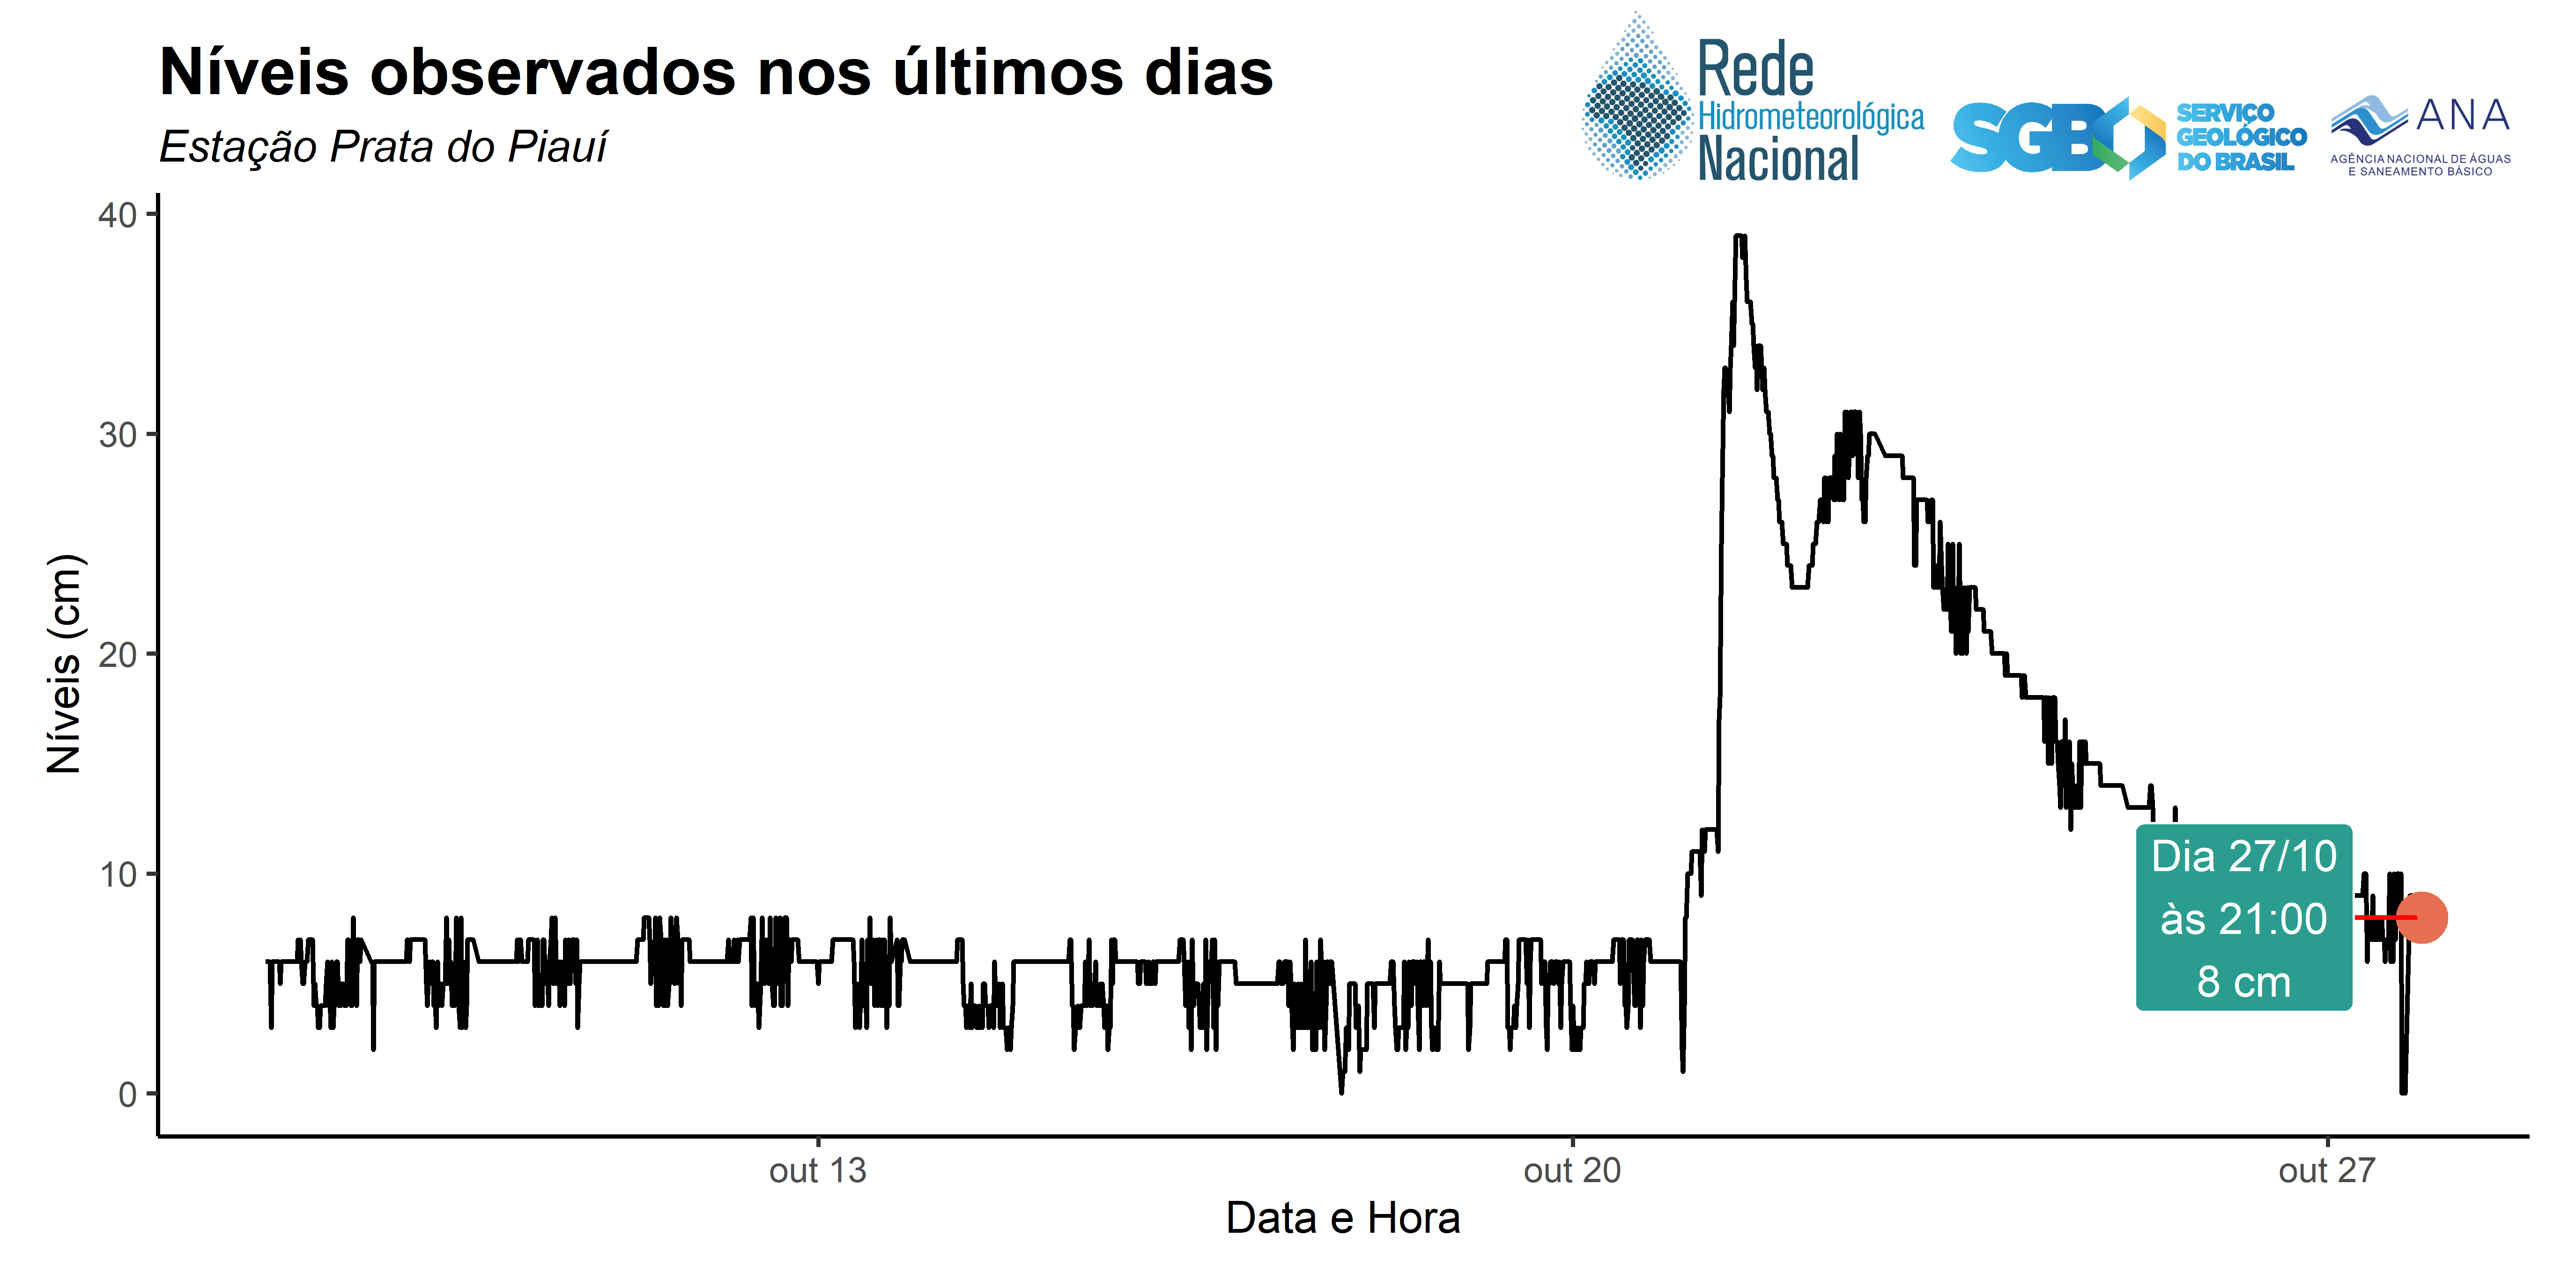 Níveis observados nos últimos dias
Estação Prata do Piauí
Rede
Hidrometeorológica
Nacional
SGB
SERVIÇO
GEOLÓGICO
DO BRASIL
ANA
AGÊNCIA NACIONAL DE ÁGUAS
E SANEAMENTO BÁSICO
Níveis (cm)
40
30
20
10
0
Dia 27/10
às 21:00
8 cm
out 13
out 20
out 27
Data e Hora